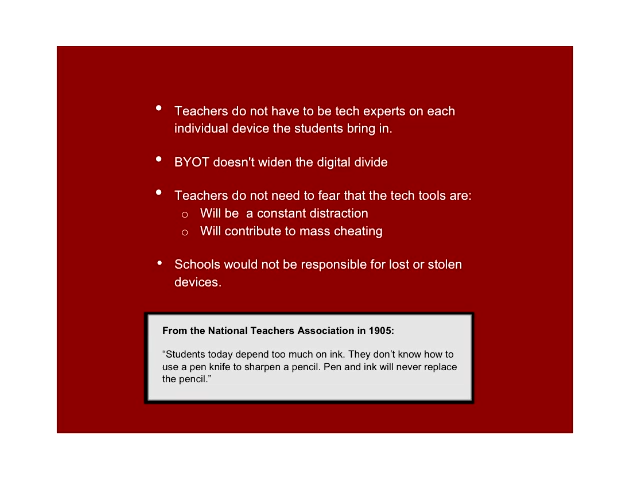 • Teachers do not have to be tech experts on each
individual device the students bring in.
• BYOT doesn't widen the digital divide
• Teachers do not need to fear that the tech tools are:
o Will be  a constant distraction
o Will contribute to mass cheating
• Schools would not be responsible for lost or stolen
devices.
From the National Teachers Association in 1905:
“Students today depend too much on ink. They don’t know how to
use a pen knife to sharpen a pencil. Pen and ink will never replace
the pencil.”